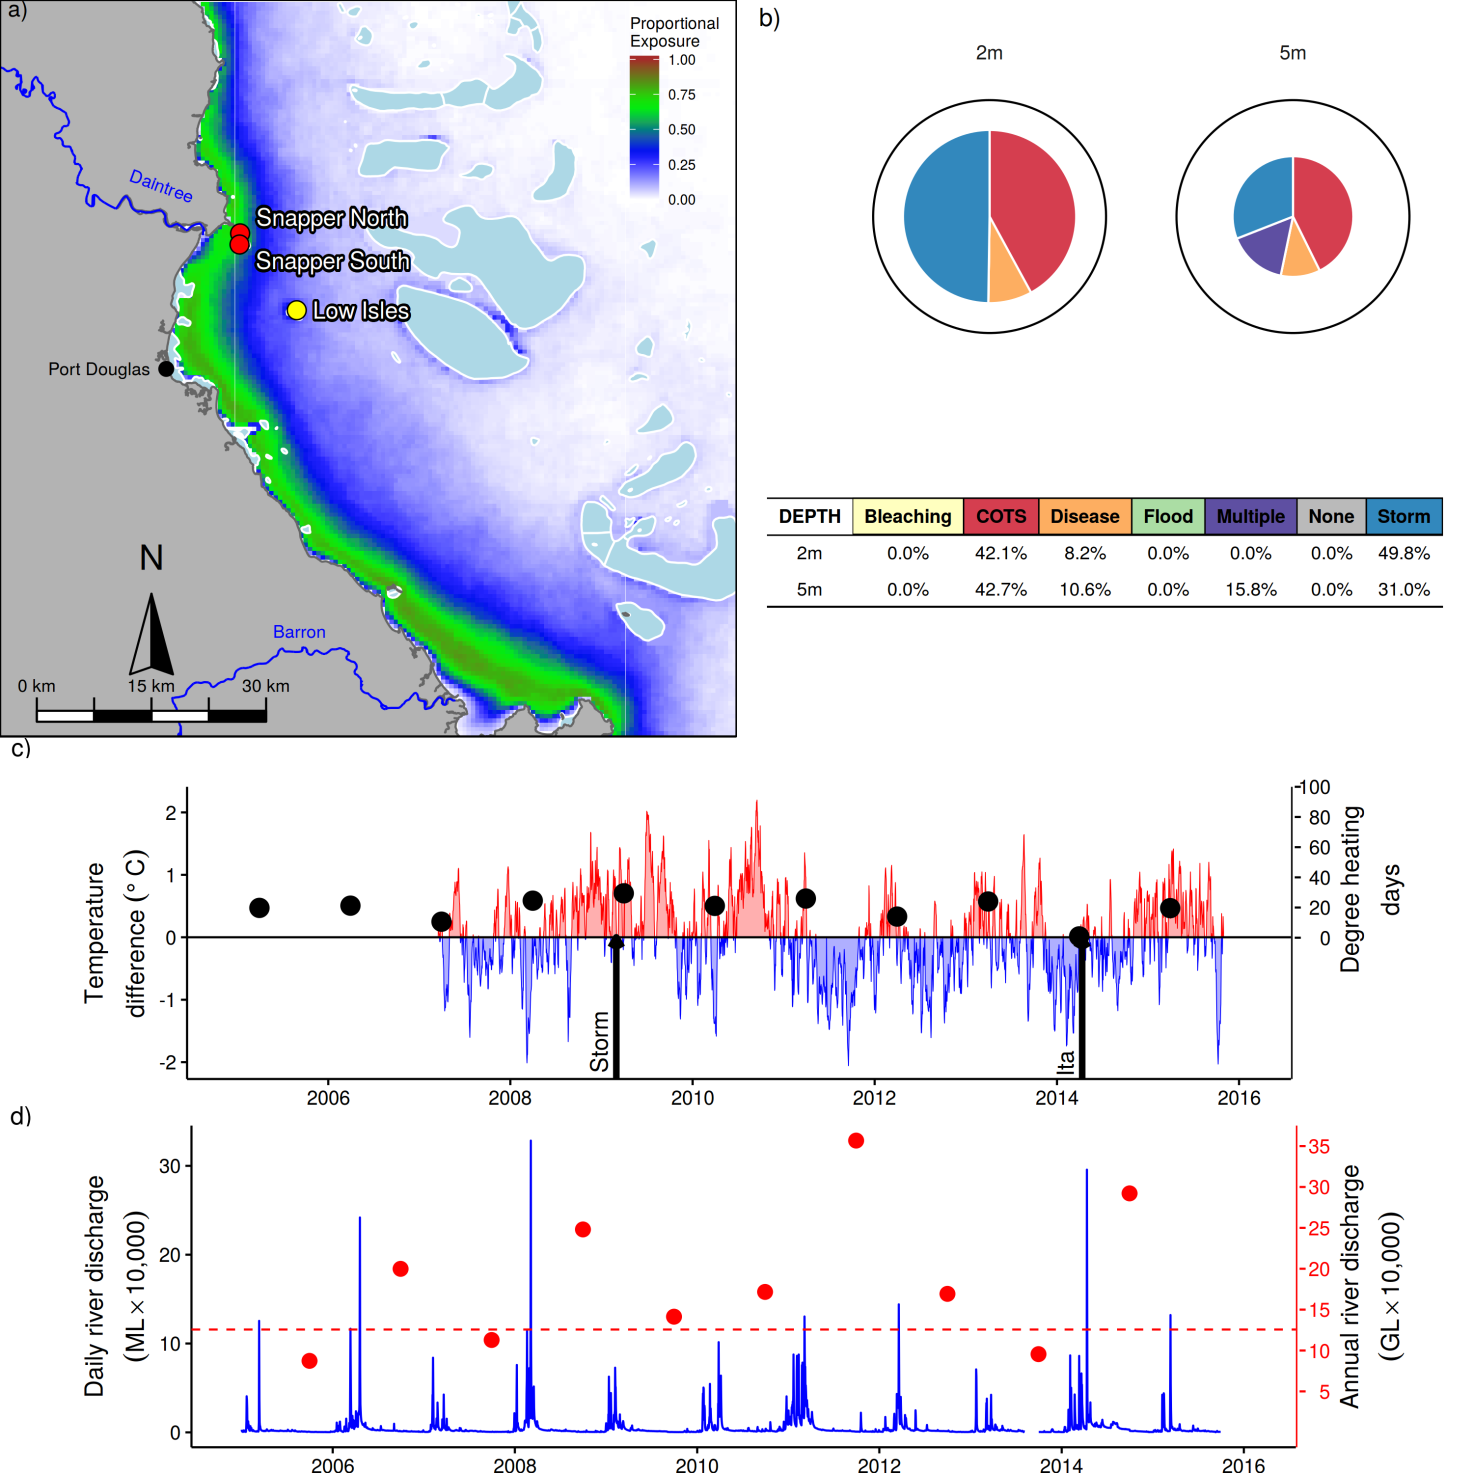 a)
Proportional
Exposure
1.00
0.75
0.50
0.25
0.00
Daintree
Snapper North
Snapper South
Low Isles
Port Douglas
N
Barron
0 km 15 km 30 km
b)
2m 5m
DEPTH Bleaching COTS Disease Flood Multiple None Storm
2m 0.0% 42.1% 8.2% 0.0% 0.0% 0.0% 49.8%
5m 0.0% 42.7% 10.6% 0.0% 15.8% 0.0% 31.0%
c)
Temperature
difference (° C)
2
1
0
-1
-2
Storm
Ita
100
80
60
40
20
0
Degree heating
days
2006 2008 2010 2012 2014 2016
d)
Daily river discharge
(ML × 10,000)
30
20
10
0
35
30
25
20
15
10
5
Annual river discharge
(GL × 10,000)
2006 2008 2010 2012 2014 2016